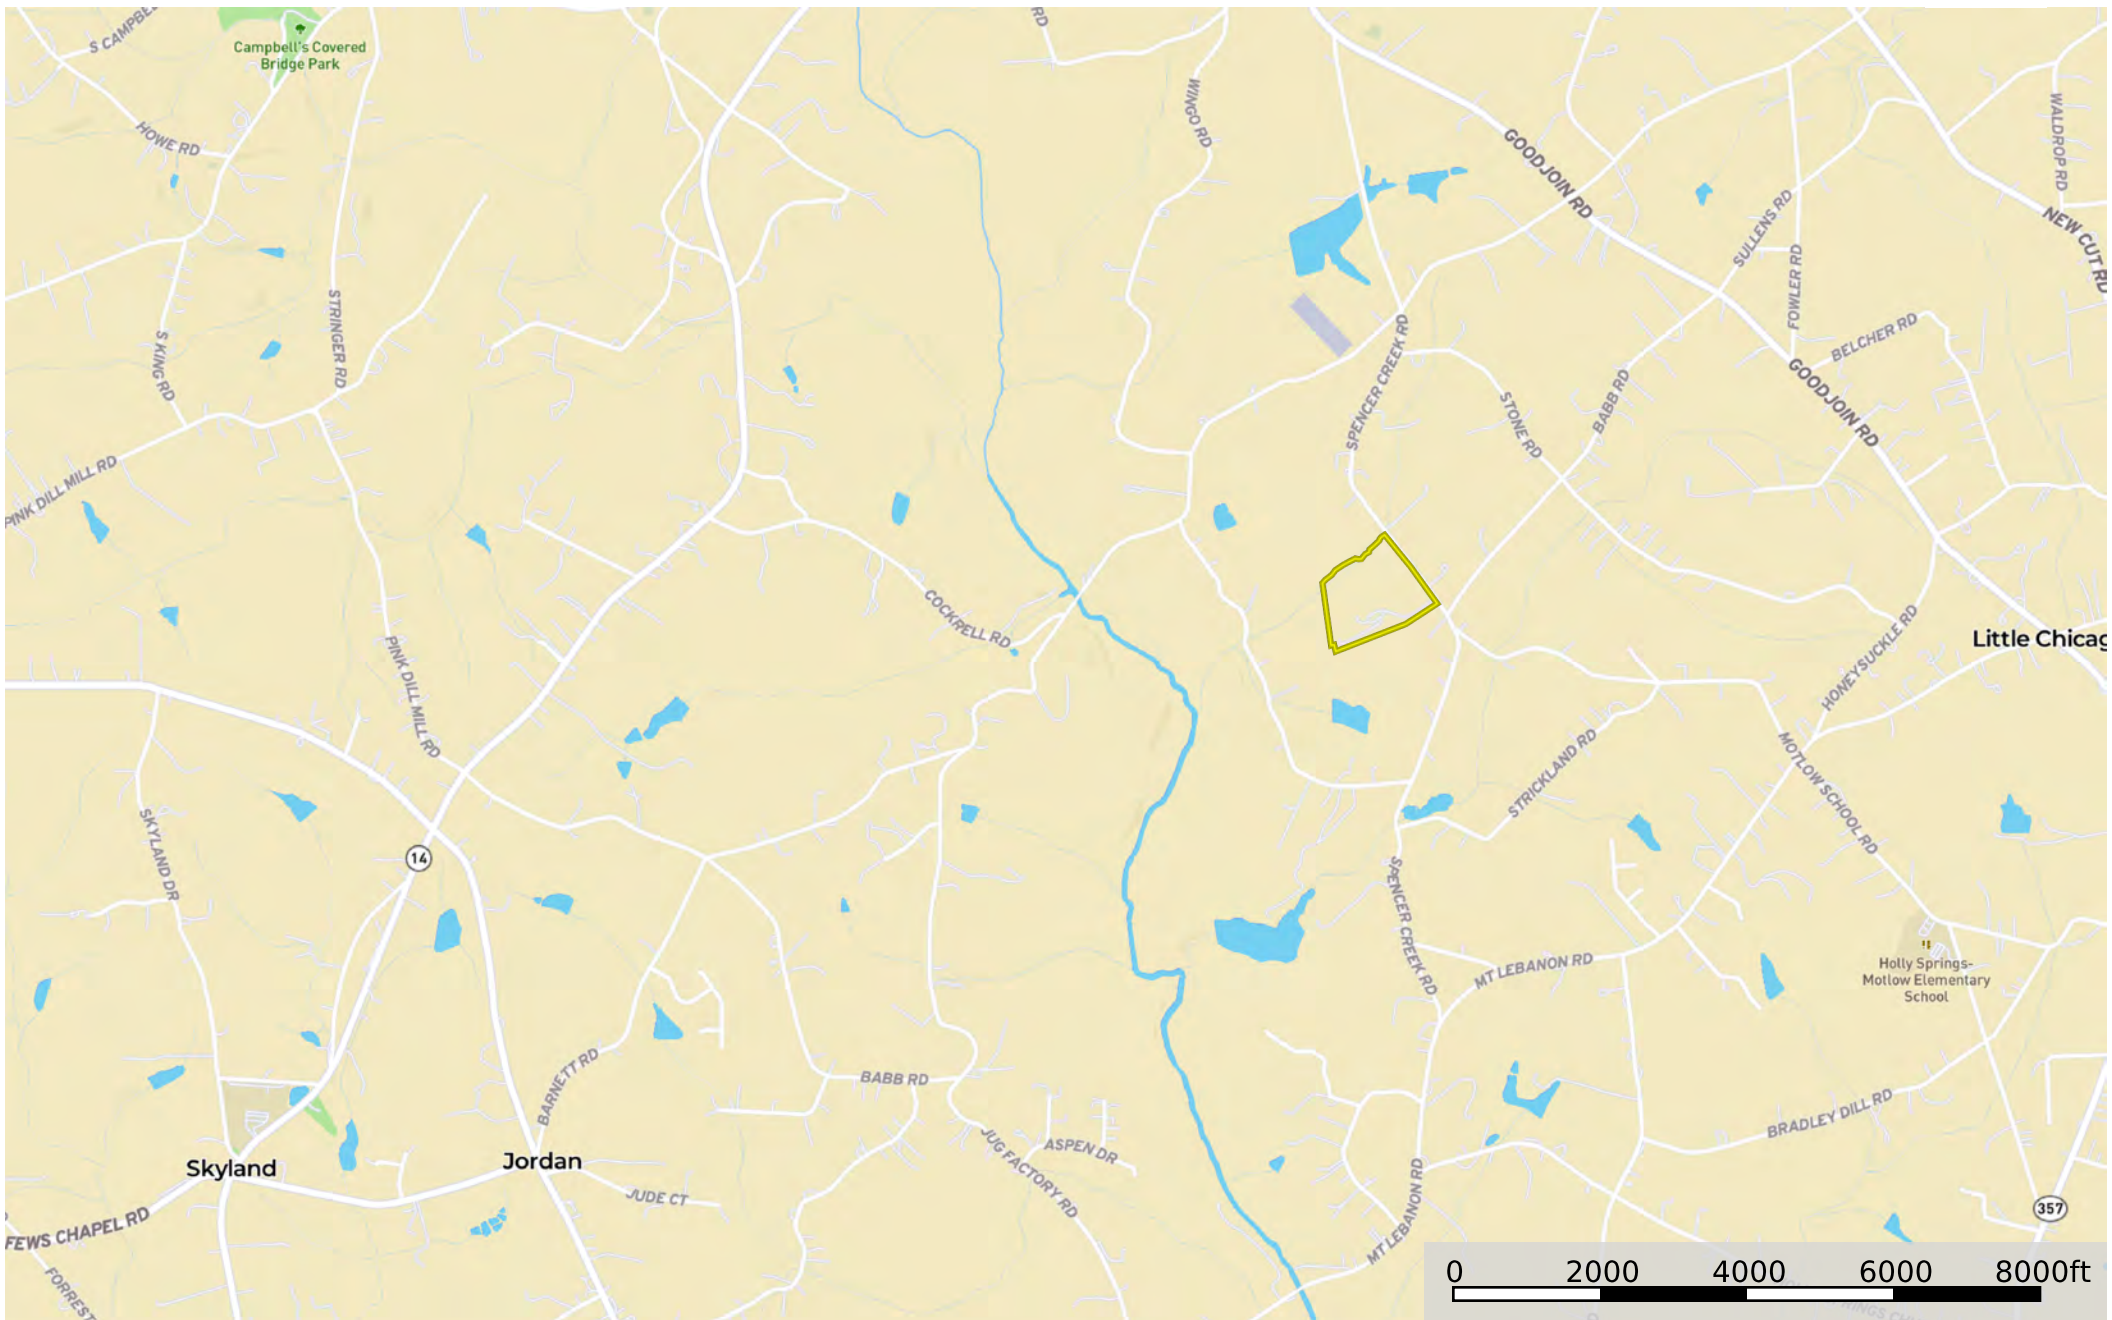 S CAMPBE
Campbell's Covered
Bridge Park
RD
HOWE RD
WINGO RD
GOODJOIN RD
WALDROP RD
NEW CUT RD
SULLENS RD
FOWLER RD
STRINGER RD
S KING RD
SPENCER CREEK RD
BELCHER RD
STONE RD
BABB RD
GOODJOIN RD
PINK DILL MILL RD
COCKRELL RD
HONEYSUCKLE RD
Little Chicag
PINK DILL MILL RD
STRICKLAND RD
MOTLOW SCHOOL RD
SKYLAND DR
14
SPENCER CREEK RD
MT LEBANON RD
Holly Springs-
Motlow Elementary
School
BARNETT RD
BABB RD
BRADLEY DILL RD
JUG FACTORY RD
ASPEN DR
Skyland
Jordan
JUDE CT
MT LEBANON RD
357
FEWS CHAPEL RD
FORREST
0 2000 4000 6000 8000ft